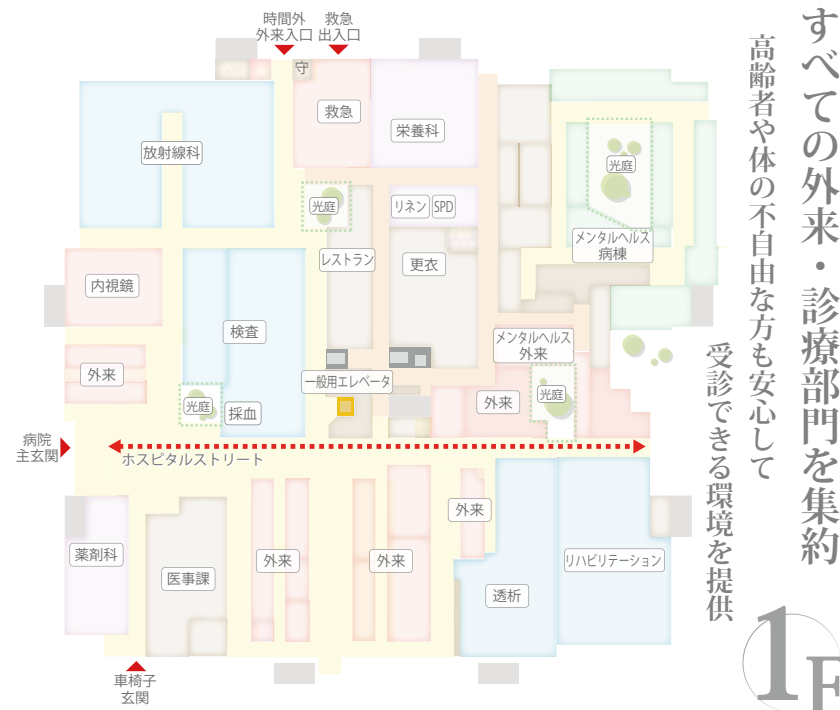 すべての外来・診療部門を集約
高齢者や体の不自由な方も安心して
受診できる環境を提供
1F
時間外
外来入口
救急
出入口
守
救急
栄養科
放射線科
光庭
光庭
リネン
SPD
メンタルヘルス
病棟
レストラン
更衣
内視鏡
検査
メンタルヘルス
外来
外来
一般用エレベータ
光庭
採血
外来
光庭
病院
主玄関
ホスピタルストリート
外来
薬剤科
医事課
外来
外来
透析
リハビリテーション
車椅子
玄関